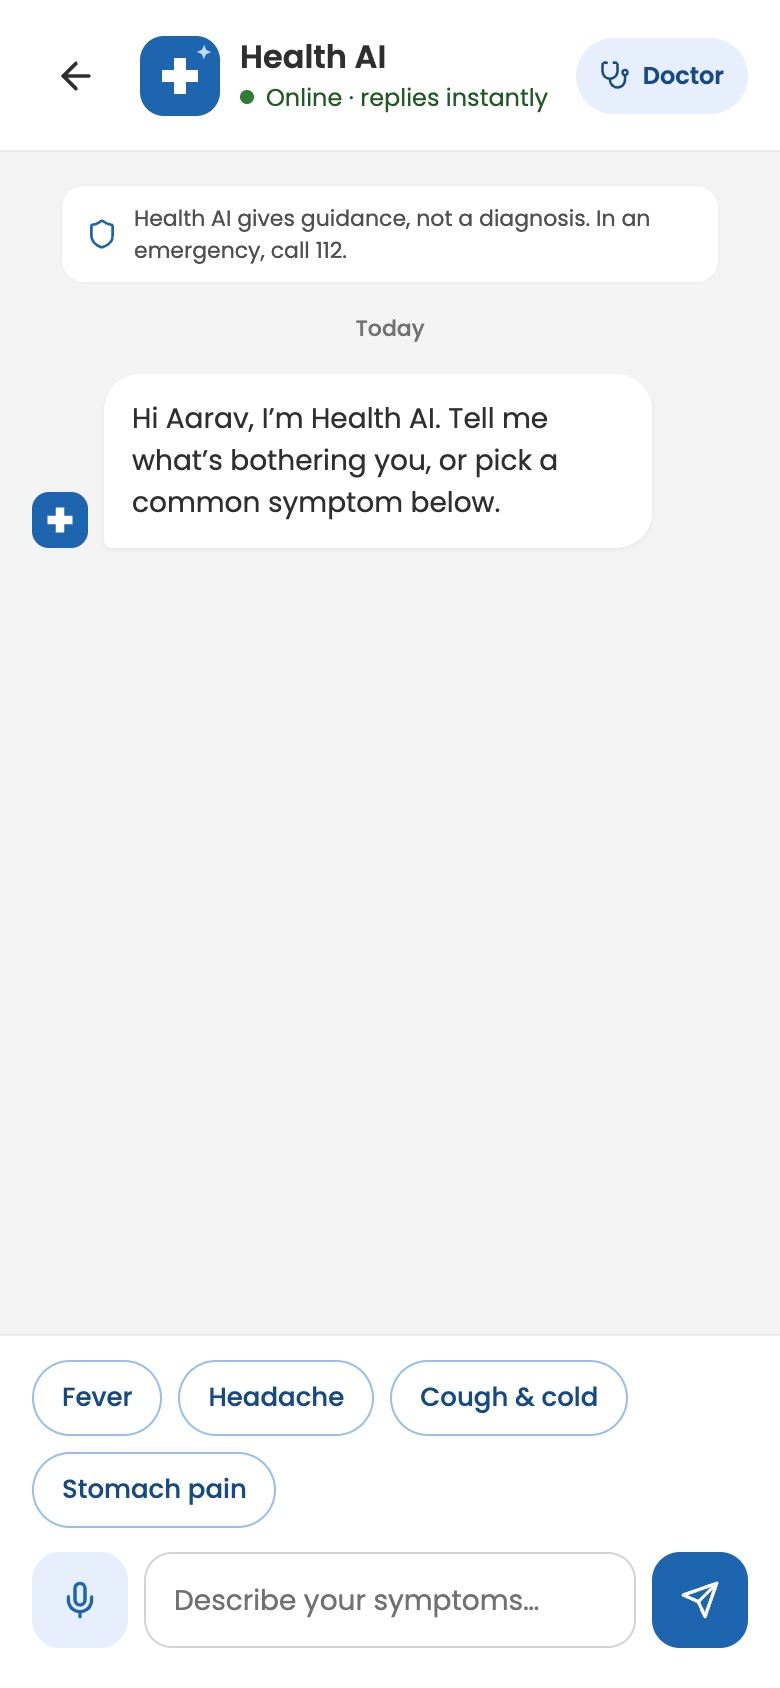 Health AI
Online · replies instantly
Doctor
Health AI gives guidance, not a diagnosis. In an
emergency, call 112.
Today
Hi Aarav, I’m Health AI. Tell me
what’s bothering you, or pick a
common symptom below.
Fever
Headache
Cough & cold
Stomach pain
Describe your symptoms…